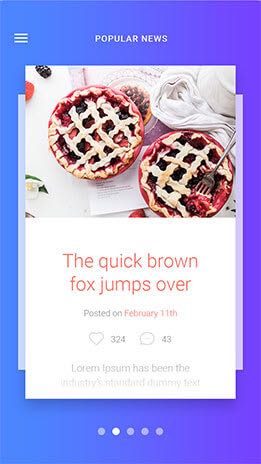 POPULAR NEWS
The quick brown
fox jumps over
Posted on February 11th
324 43
Lorem Ipsum has been the
industry's standard dummy text